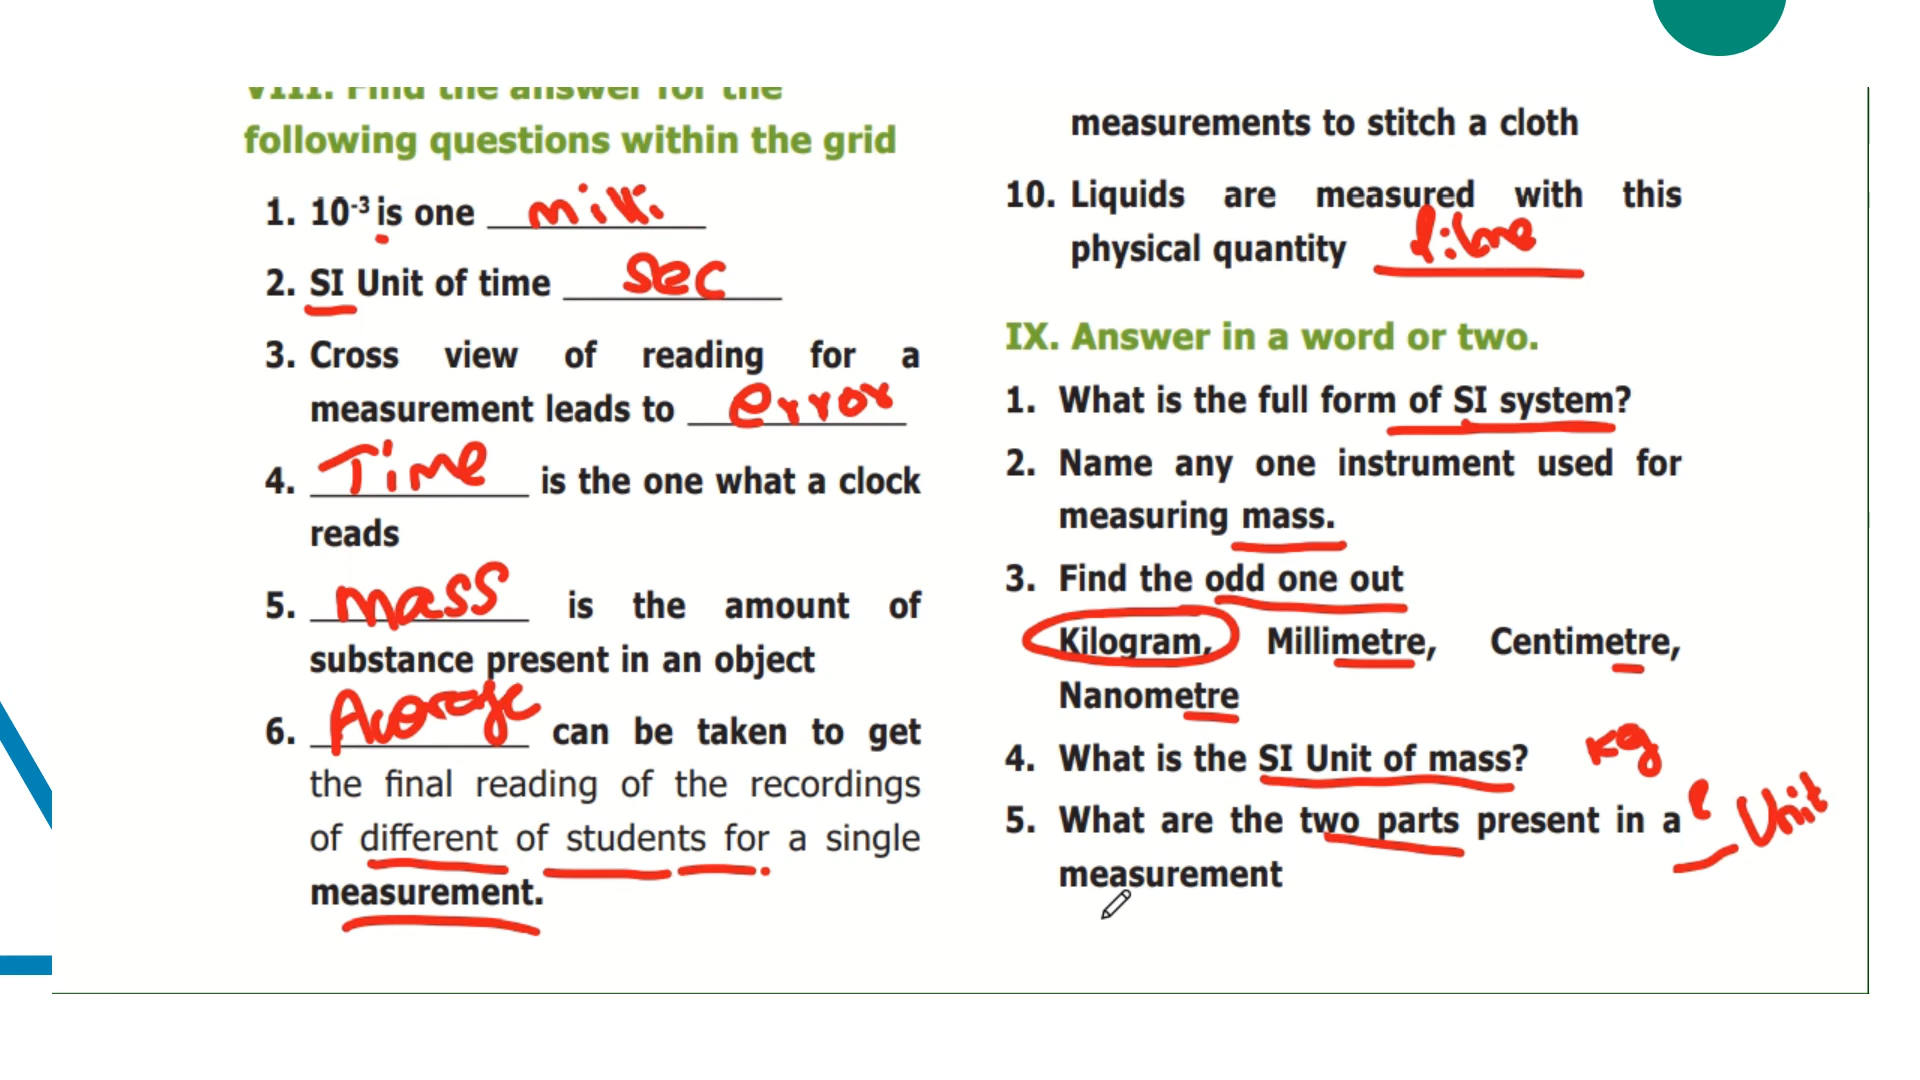 VIII. Find the answer for the
following questions within the grid
1. 10⁻³ is one milli
2. SI Unit of time sec
3. Cross view of reading for a
measurement leads to error
4. Time is the one what a clock
reads
5. mass is the amount of
substance present in an object
6. Average can be taken to get
the final reading of the recordings
of different of students for a single
measurement.
measurements to stitch a cloth
10. Liquids are measured with this
physical quantity
IX. Answer in a word or two.
1. What is the full form of SI system?
2. Name any one instrument used for
measuring mass.
3. Find the odd one out
Kilogram, Millimetre, Centimetre,
Nanometre
4. What is the SI Unit of mass? kg
5. What are the two parts present in a Unit
measurement